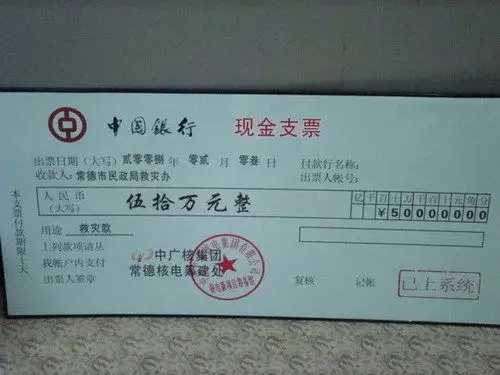 中国銀行 现金支票
出票日期（大写）贰零零捌 年 零贰 月 零叁 日 付款行名称：
收款人：常德市民政局救灾办 出票人账号：
人民币（大写） 伍拾万元整 亿千百十万千百十元角分
¥50000000
用途 救灾款
上列款项请从
我帐户内支付
出票人签章
中广核集团
常德核电筹建处
复核 记帐 已上系统
本支票付款期限十天